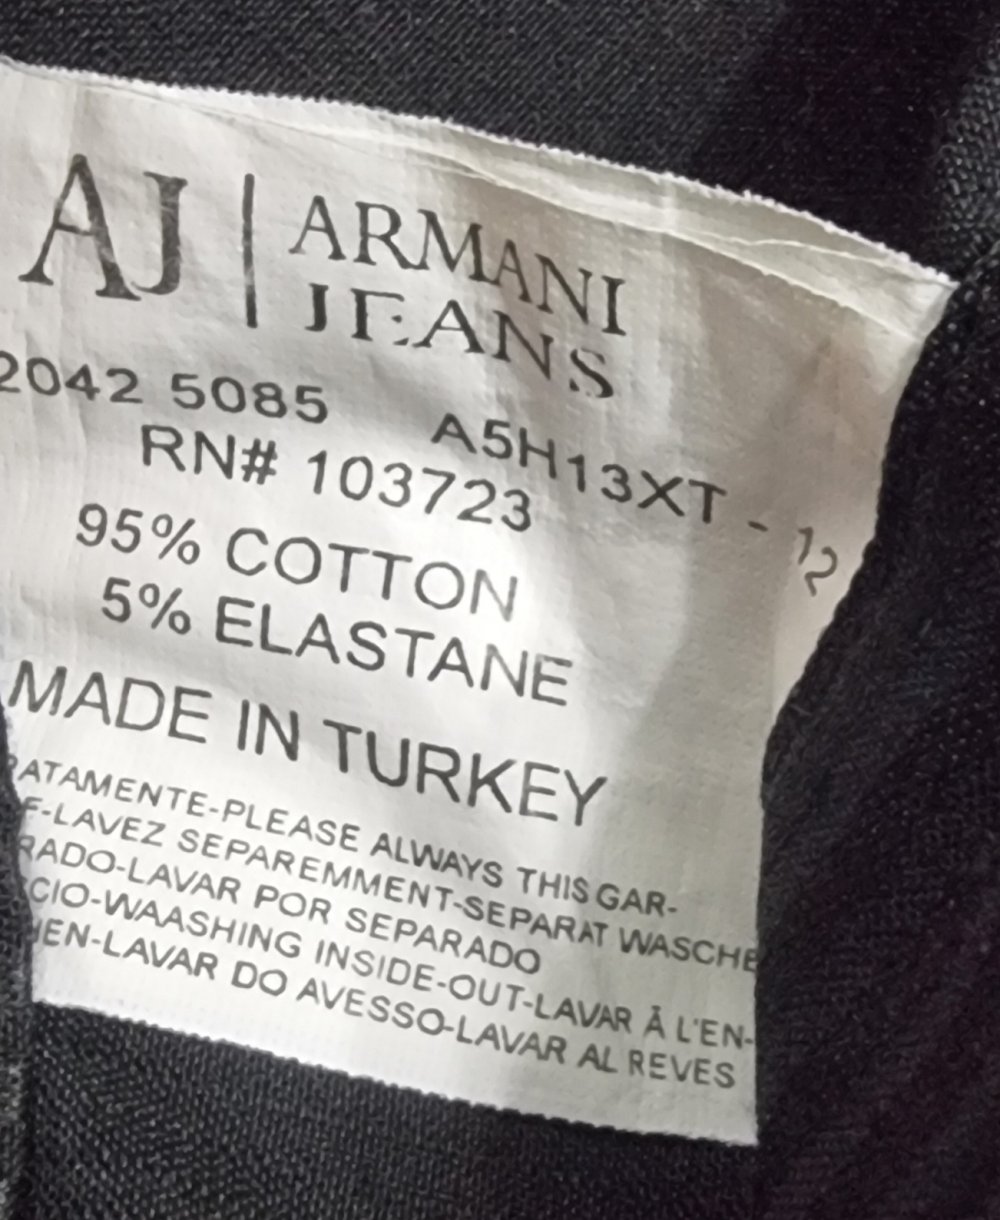 AJ | ARMANI
JEANS
2042 5085 A5H13XT - 12
RN# 103723
95% COTTON
5% ELASTANE
MADE IN TURKEY
RATAMENTE-PLEASE ALWAYS THIS GAR-
F-LAVEZ SEPAREMMENT-SEPARAT WASCHE
RADO-LAVAR POR SEPARADO
CIO-WAASHING INSIDE-OUT-LAVAR À L'EN-
EN-LAVAR DO AVESSO-LAVAR AL REVES